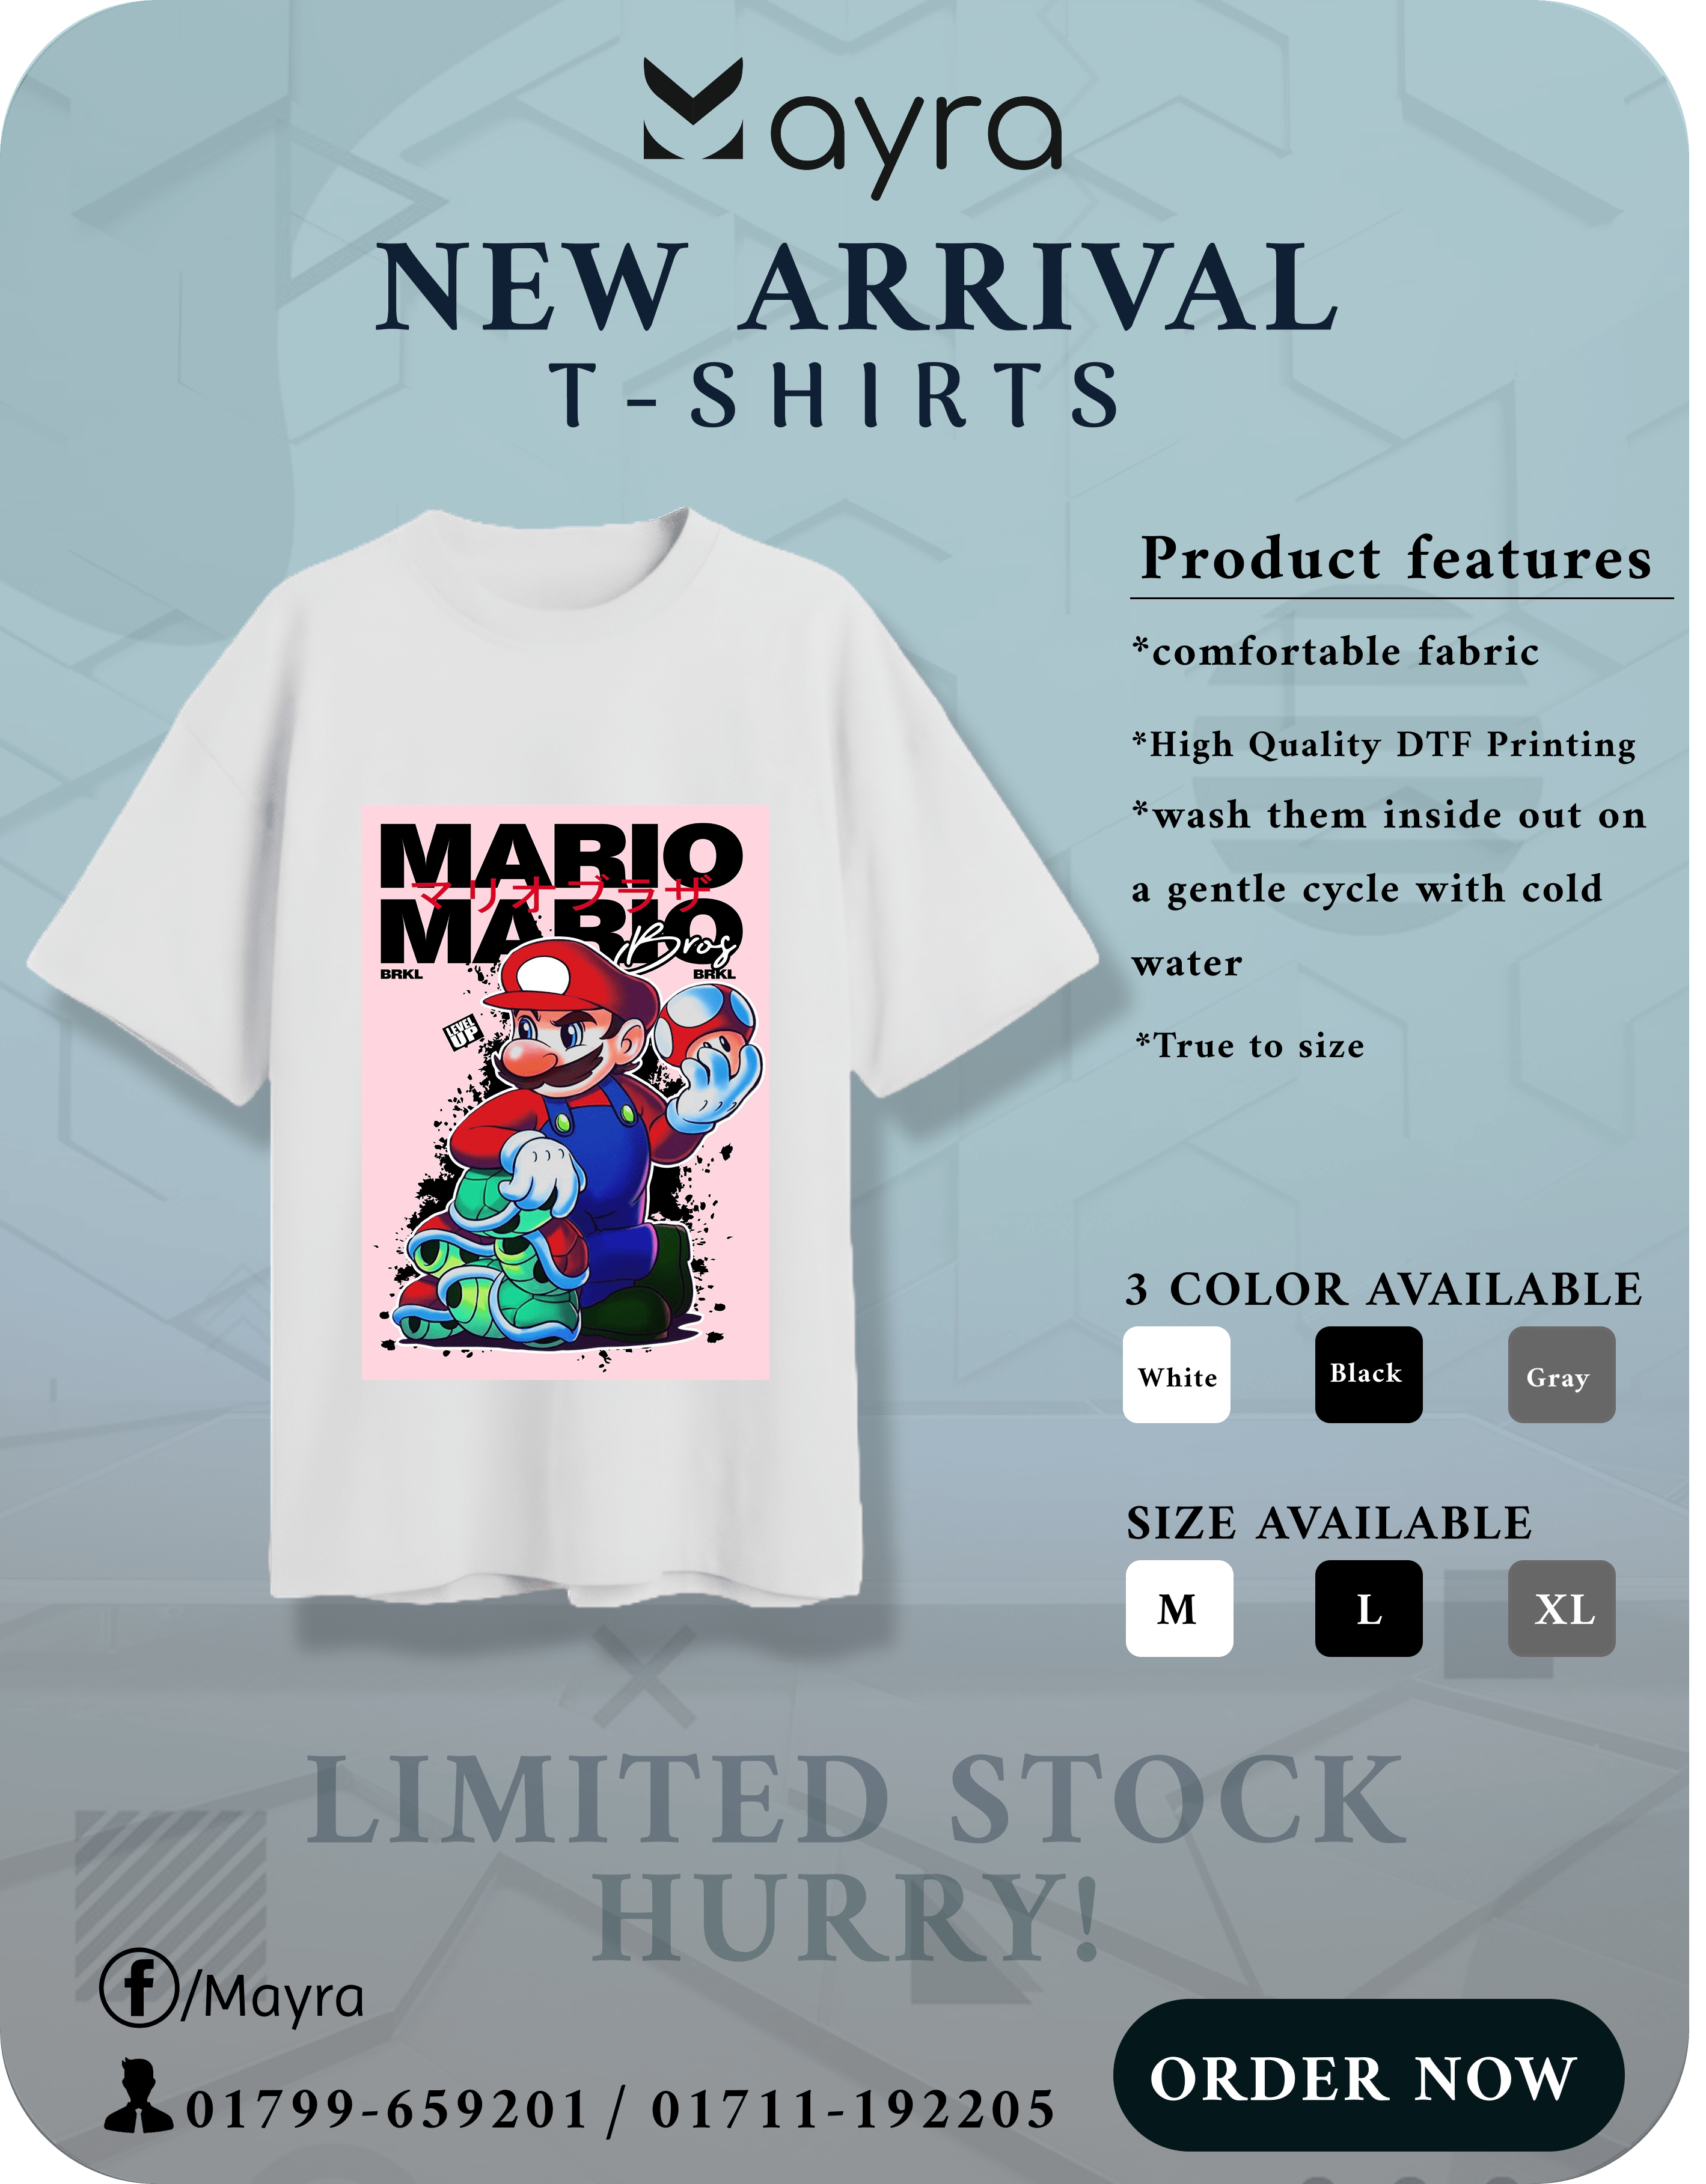 Mayra
NEW ARRIVAL
T-SHIRTS
MARIO
マリオブラザ
MARIO
Bros
BRKL
BRKL
LEVEL
UP
Product features
*comfortable fabric
*High Quality DTF Printing
*wash them inside out on
a gentle cycle with cold
water
*True to size
3 COLOR AVAILABLE
White
Black
Gray
SIZE AVAILABLE
M
L
XL
LIMITED STOCK
HURRY!
f/Mayra
01799-659201 / 01711-192205
ORDER NOW